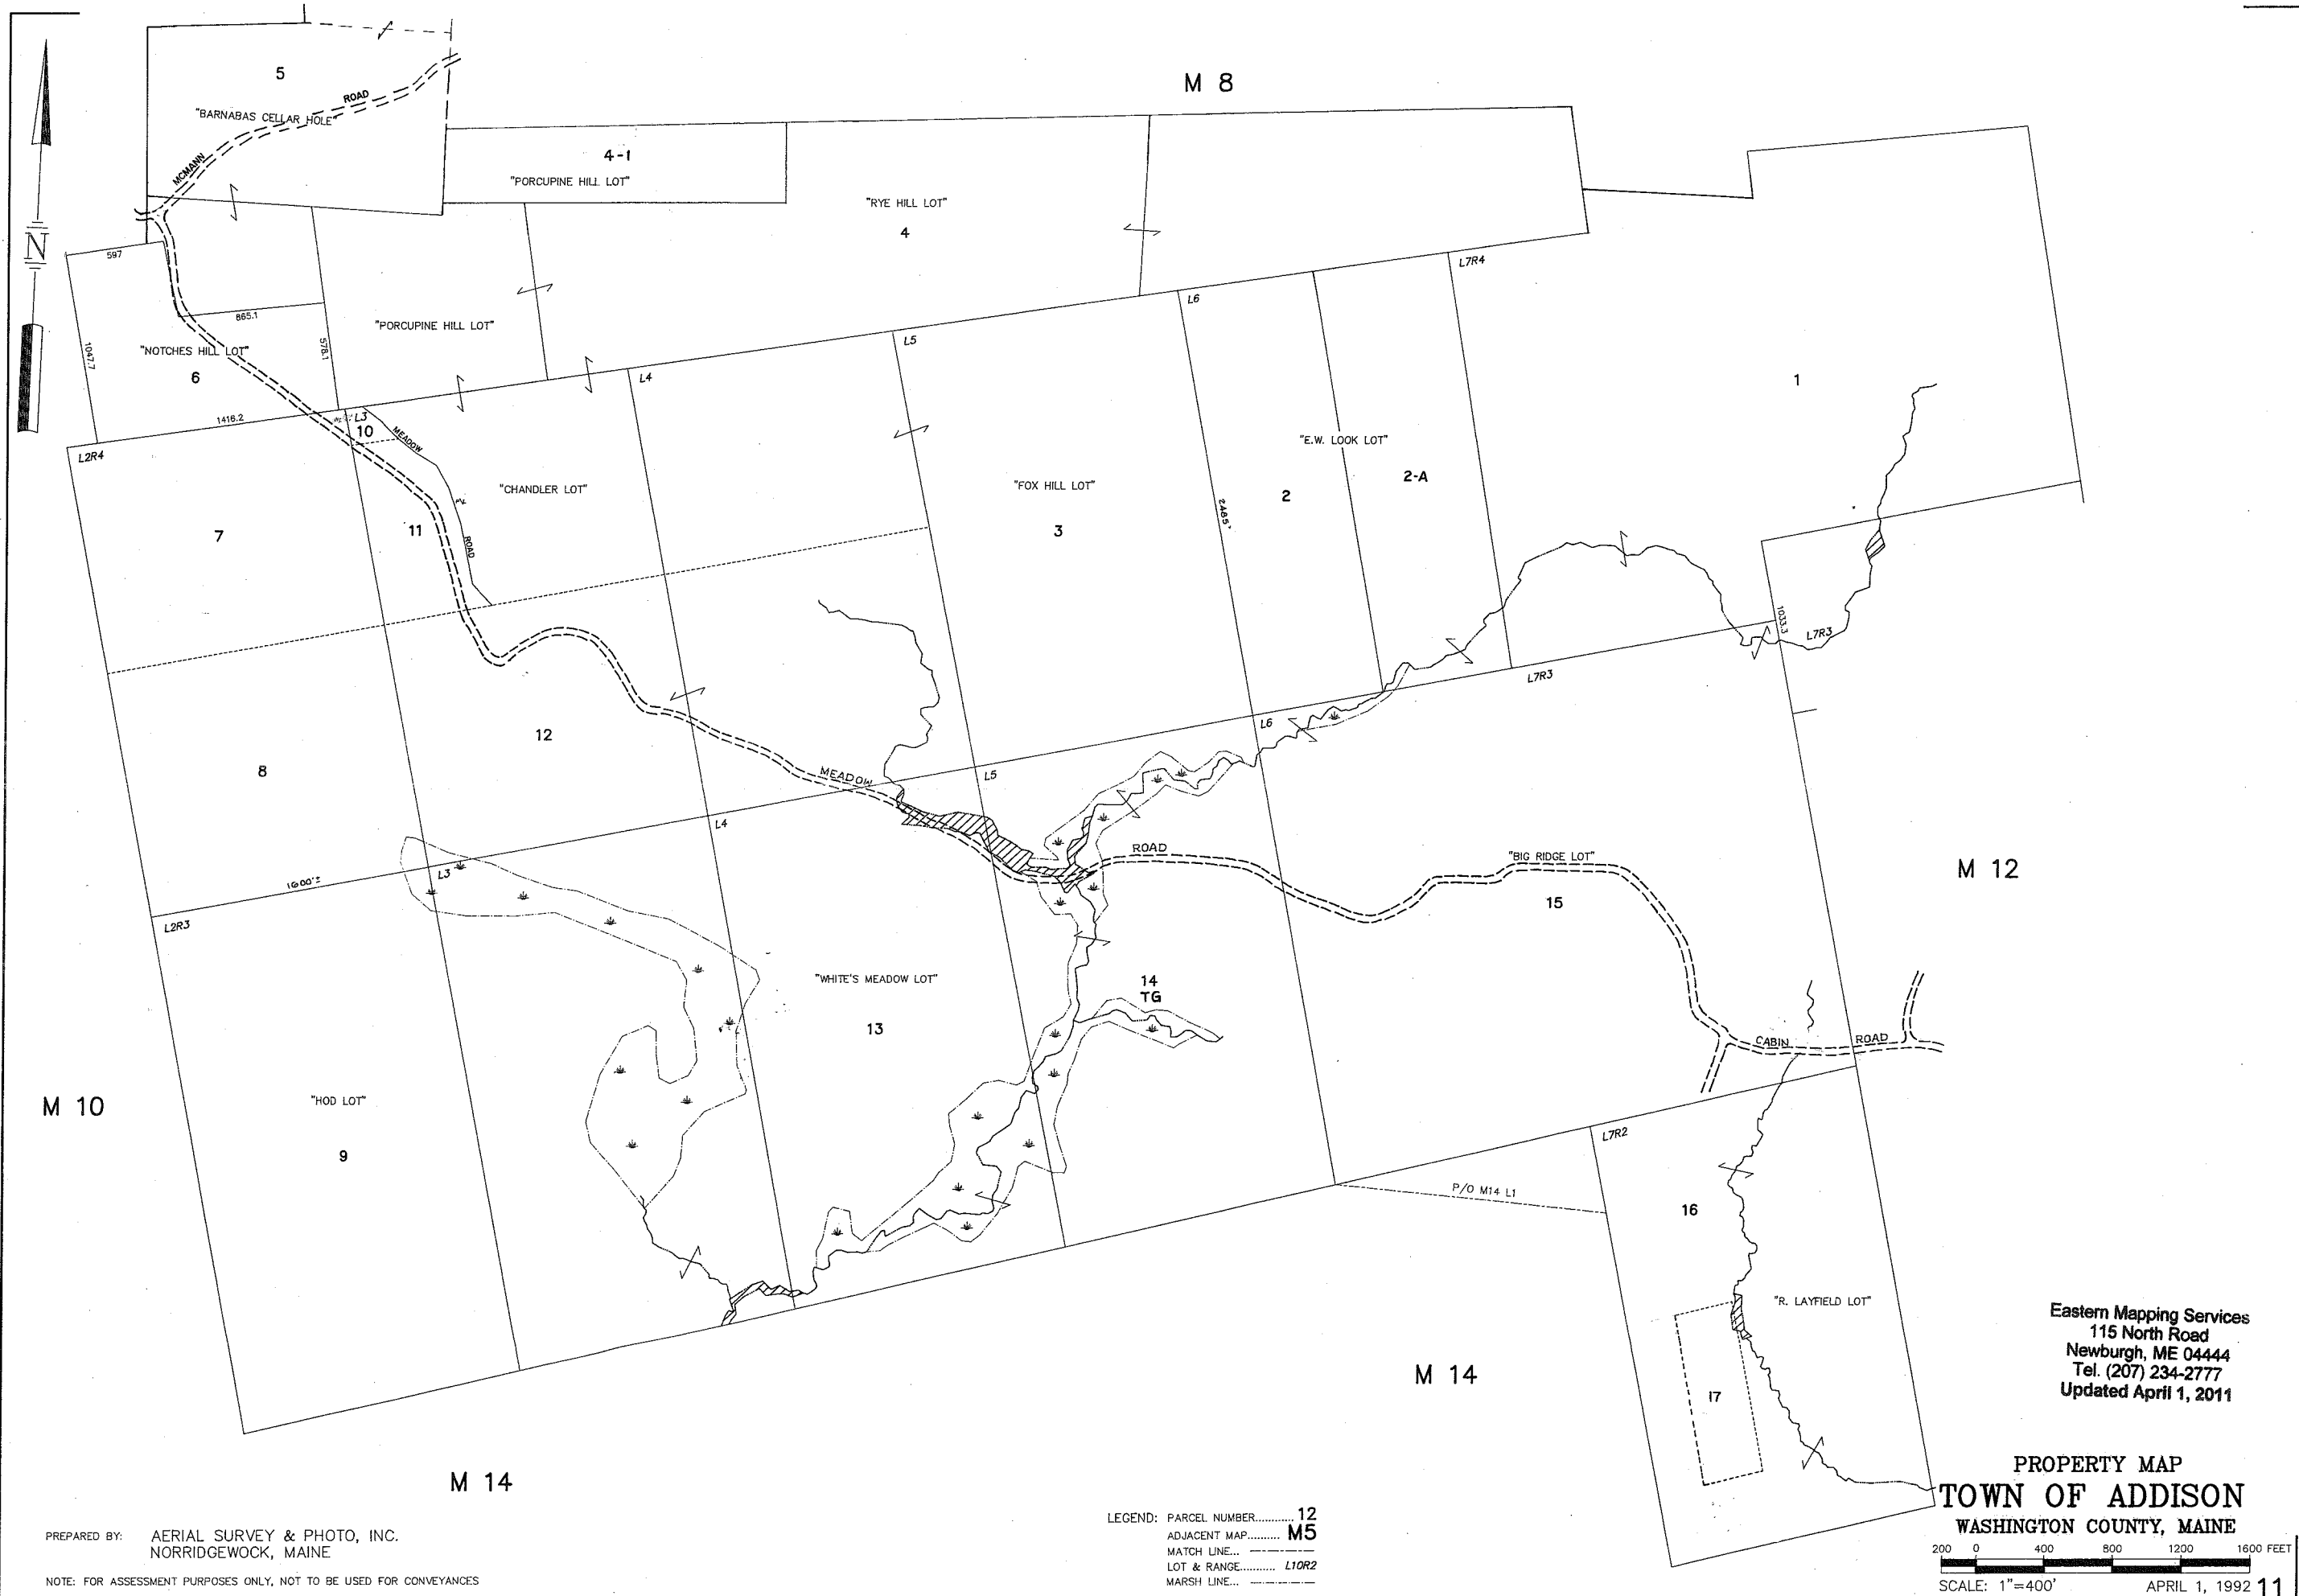 M 8
5
ROAD
"BARNABAS CELLAR HOLE"
MCMANN
4-1
"PORCUPINE HILL LOT"
"RYE HILL LOT"
4
N
597
L7R4
L6
865.1
"PORCUPINE HILL LOT"
578.1
1047.7
"NOTCHES HILL LOT"
6
L5
L4
1
1416.2
L3
10
MEADOW
L2R4
"E.W. LOOK LOT"
2-A
"CHANDLER LOT"
"FOX HILL LOT"
2
2485'
3
7
11
ROAD
1033.3
L7R3
L7R3
L6
12
8
MEADOW
L5
L4
ROAD
"BIG RIDGE LOT"
15
M 12
L3
1600'±
L2R3
"WHITE'S MEADOW LOT"
13
14
TG
CABIN
ROAD
M 10
"HOD LOT"
9
L7R2
P/O M14 L1
16
"R. LAYFIELD LOT"
17
M 14
M 14
Eastern Mapping Services
115 North Road
Newburgh, ME 04444
Tel. (207) 234-2777
Updated April 1, 2011
PROPERTY MAP
TOWN OF ADDISON
WASHINGTON COUNTY, MAINE
200 0 400 800 1200 1600 FEET
SCALE: 1"=400' APRIL 1, 1992 11
LEGEND: PARCEL NUMBER........... 12
ADJACENT MAP.......... M5
MATCH LINE...
LOT & RANGE.......... L10R2
MARSH LINE...
PREPARED BY: AERIAL SURVEY & PHOTO, INC.
NORRIDGEWOCK, MAINE
NOTE: FOR ASSESSMENT PURPOSES ONLY, NOT TO BE USED FOR CONVEYANCES